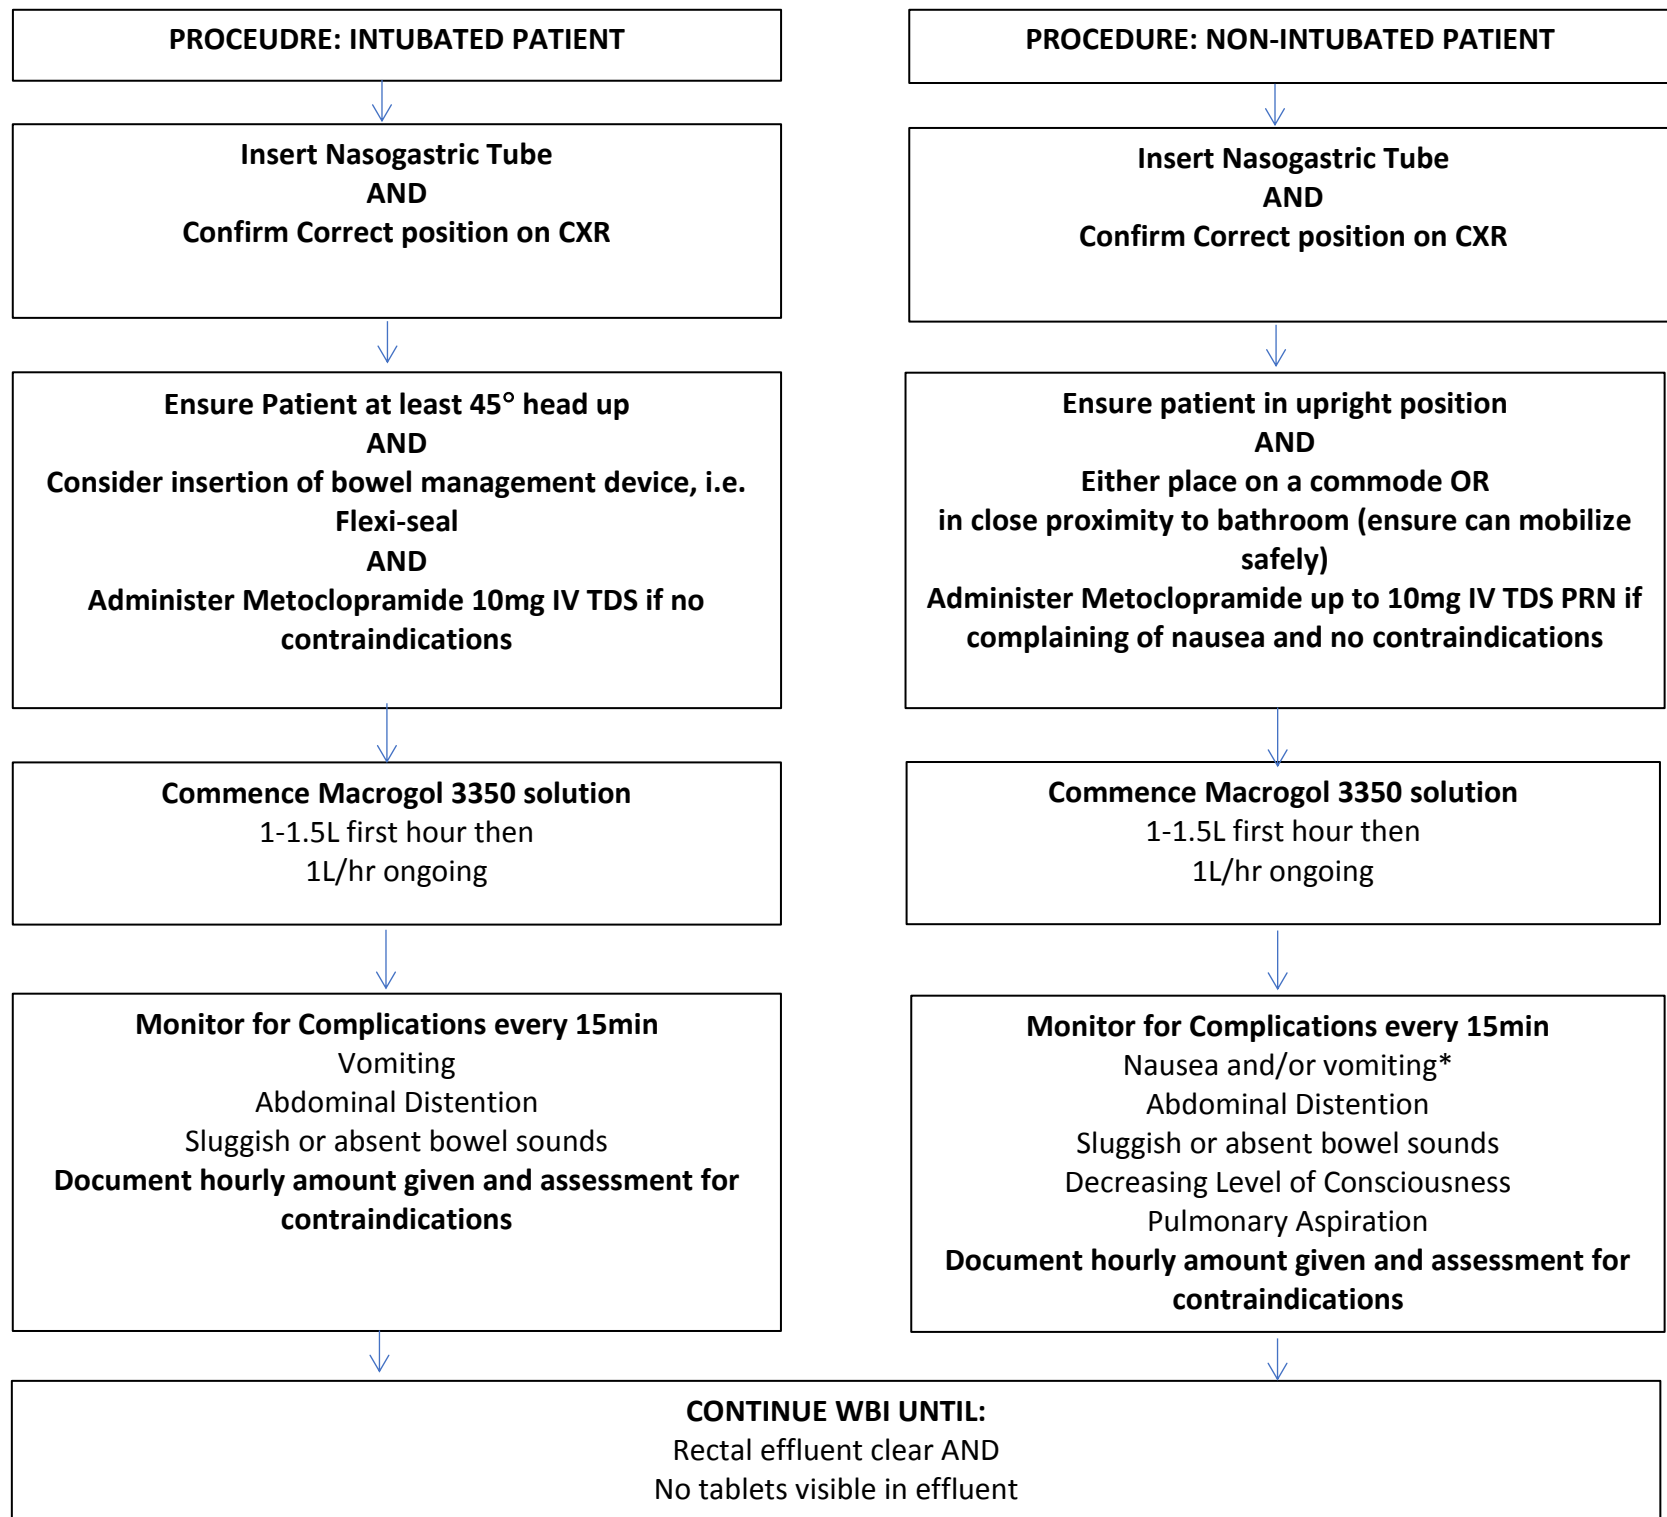 PROCEUDRE: INTUBATED PATIENT
Insert Nasogastric Tube
AND
Confirm Correct position on CXR
Ensure Patient at least 45° head up
AND
Consider insertion of bowel management device, i.e.
Flexi-seal
AND
Administer Metoclopramide 10mg IV TDS if no
contraindications
Commence Macrogol 3350 solution
1-1.5L first hour then
1L/hr ongoing
Monitor for Complications every 15min
Vomiting
Abdominal Distention
Sluggish or absent bowel sounds
Document hourly amount given and assessment for
contraindications
PROCEDURE: NON-INTUBATED PATIENT
Insert Nasogastric Tube
AND
Confirm Correct position on CXR
Ensure patient in upright position
AND
Either place on a commode OR
in close proximity to bathroom (ensure can mobilize
safely)
Administer Metoclopramide up to 10mg IV TDS PRN if
complaining of nausea and no contraindications
Commence Macrogol 3350 solution
1-1.5L first hour then
1L/hr ongoing
Monitor for Complications every 15min
Nausea and/or vomiting*
Abdominal Distention
Sluggish or absent bowel sounds
Decreasing Level of Consciousness
Pulmonary Aspiration
Document hourly amount given and assessment for
contraindications
CONTINUE WBI UNTIL:
Rectal effluent clear AND
No tablets visible in effluent